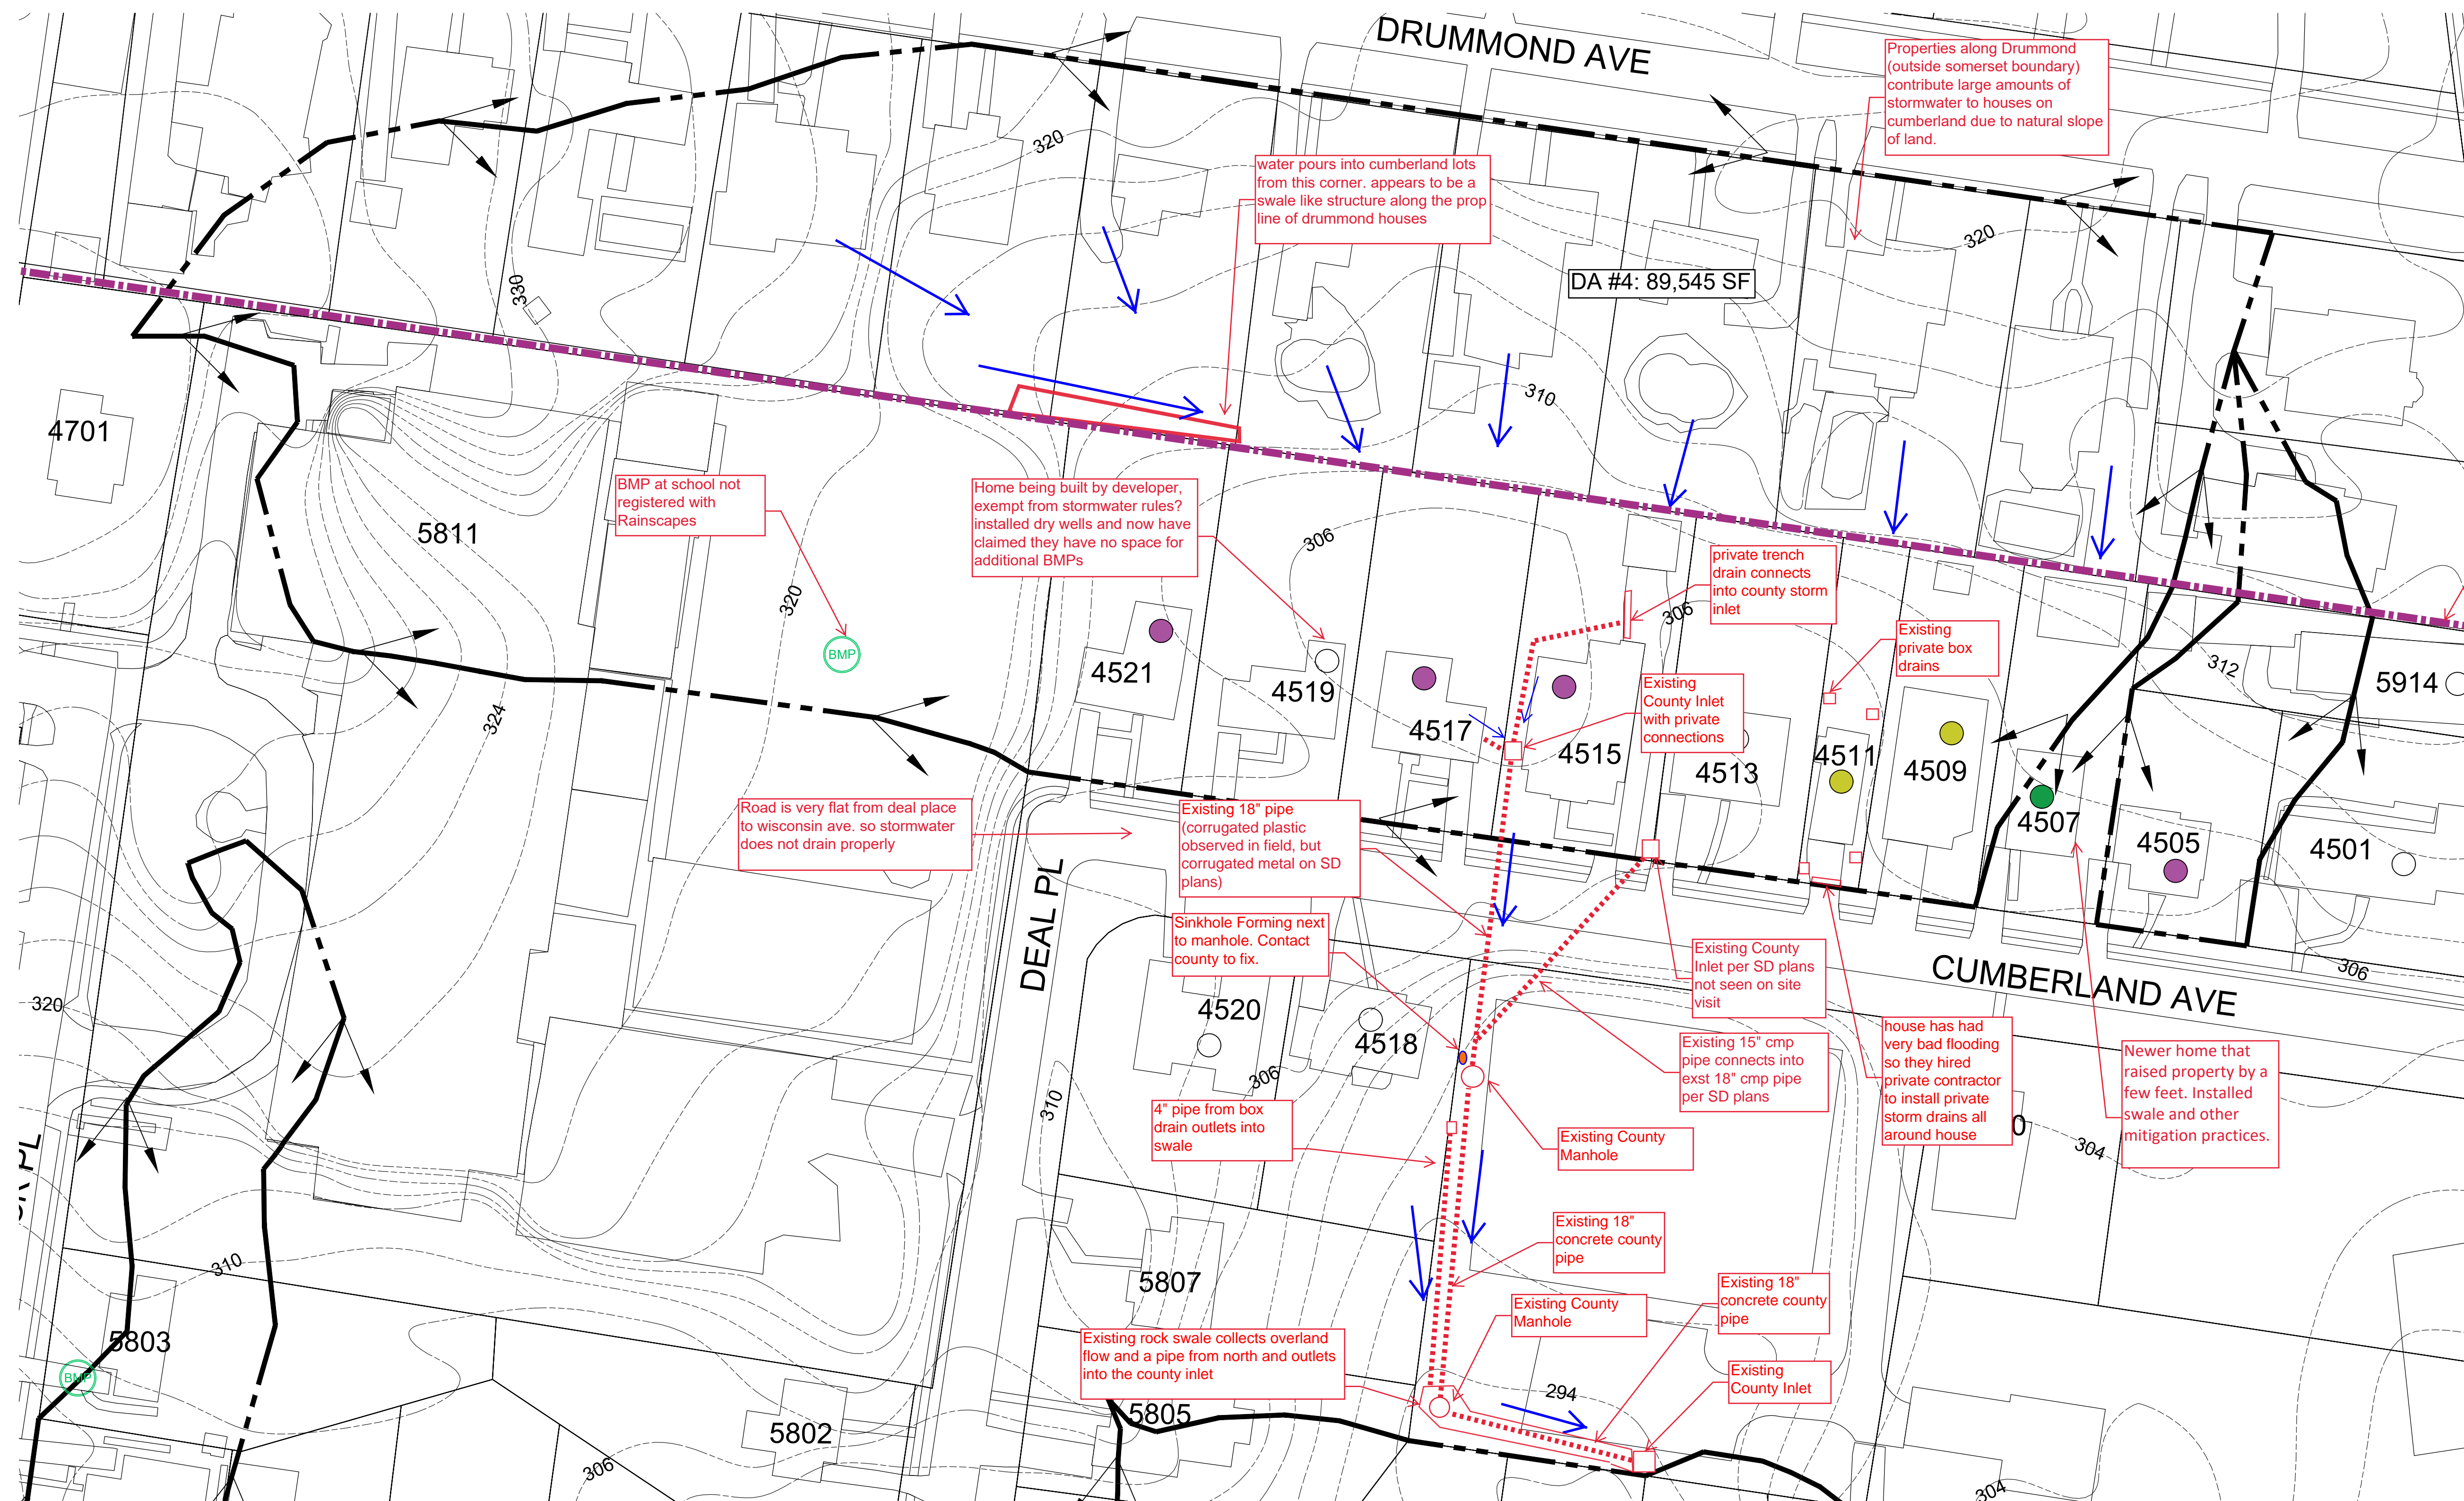 DRUMMOND AVE
Properties along Drummond
(outside somerset boundary)
contribute large amounts of
stormwater to houses on
cumberland due to natural slope
of land.
320
water pours into cumberland lots
from this corner. appears to be a
swale like structure along the prop
line of drummond houses
320
DA #4: 89,545 SF
330
310
4701
BMP at school not
registered with
Rainscapes
5811
Home being built by developer,
exempt from stormwater rules?
installed dry wells and now have
claimed they have no space for
additional BMPs
306
private trench
drain connects
into county storm
inlet
306
320
BMP
Existing
private box
drains
312
5914
4521
4519
Existing
County Inlet
with private
connections
324
4517
4515
4513
4511
4509
4507
4505
4501
Road is very flat from deal place
to wisconsin ave. so stormwater
does not drain properly
Existing 18" pipe
(corrugated plastic
observed in field, but
corrugated metal on SD
plans)
DEAL PL
Sinkhole Forming next
to manhole. Contact
county to fix.
Existing County
Inlet per SD plans
not seen on site
visit
CUMBERLAND AVE
306
320
4520
4518
306
310
Existing 15" cmp
pipe connects into
exst 18" cmp pipe
per SD plans
house has had
very bad flooding
so they hired
private contractor
to install private
storm drains all
around house
0
304
Newer home that
raised property by a
few feet. Installed
swale and other
mitigation practices.
4" pipe from box
drain outlets into
swale
Existing County
Manhole
PL
310
Existing 18"
concrete county
pipe
5807
Existing 18"
concrete county
pipe
Existing County
Manhole
5803
BMP
Existing rock swale collects overland
flow and a pipe from north and outlets
into the county inlet
Existing
County Inlet
294
5805
5802
306
304